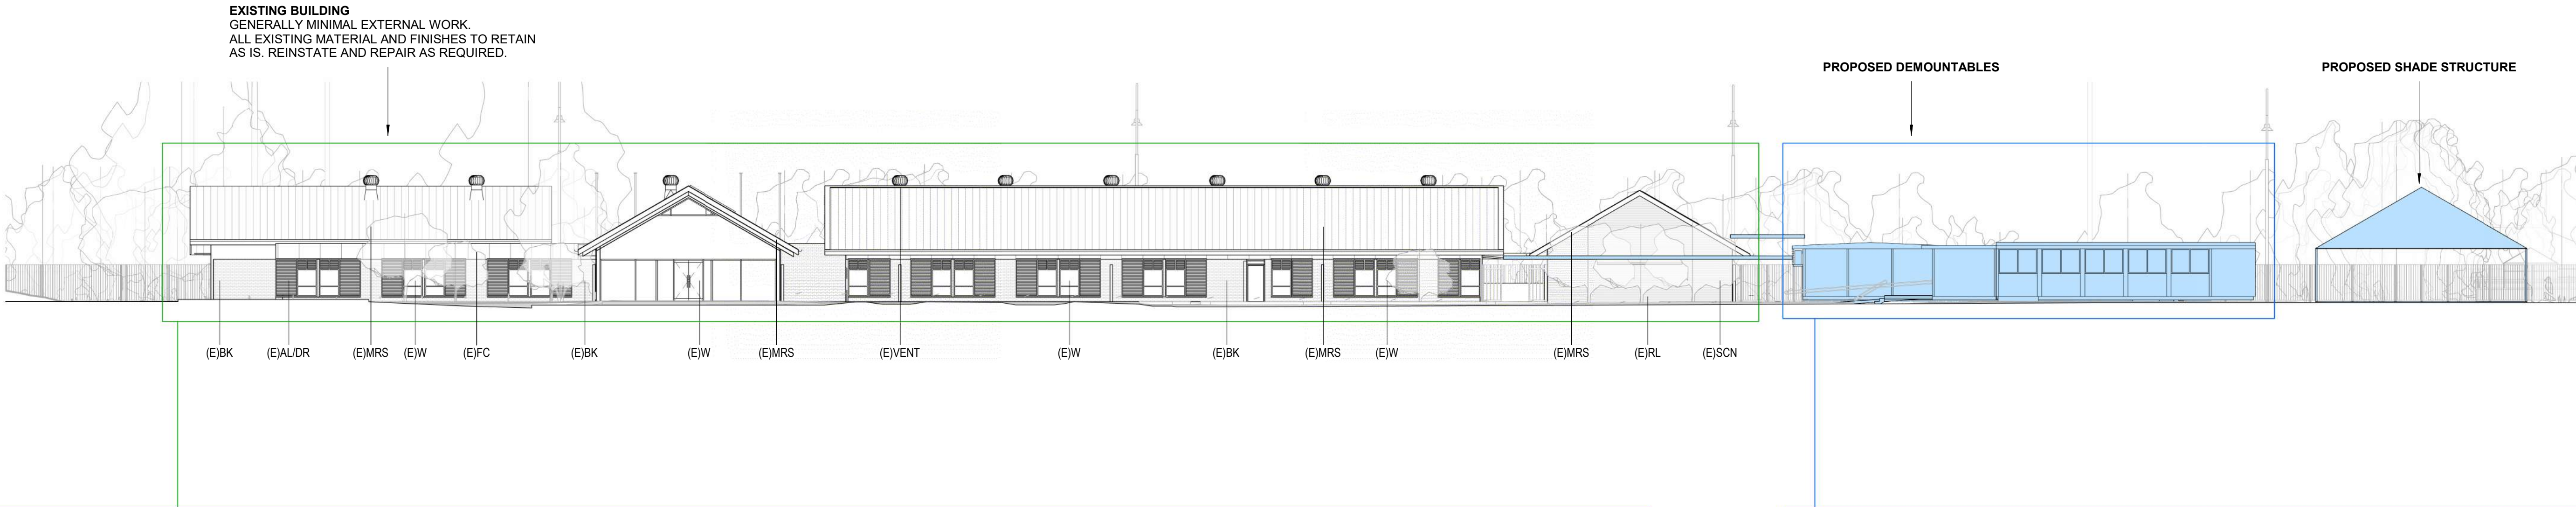 EXISTING BUILDING
GENERALLY MINIMAL EXTERNAL WORK.
ALL EXISTING MATERIAL AND FINISHES TO RETAIN
AS IS. REINSTATE AND REPAIR AS REQUIRED.
PROPOSED DEMOUNTABLES
PROPOSED SHADE STRUCTURE
(E)BK (E)AL/DR (E)MRS (E)W (E)FC (E)BK (E)W (E)MRS (E)VENT (E)W (E)BK (E)MRS (E)W (E)MRS (E)RL (E)SCN